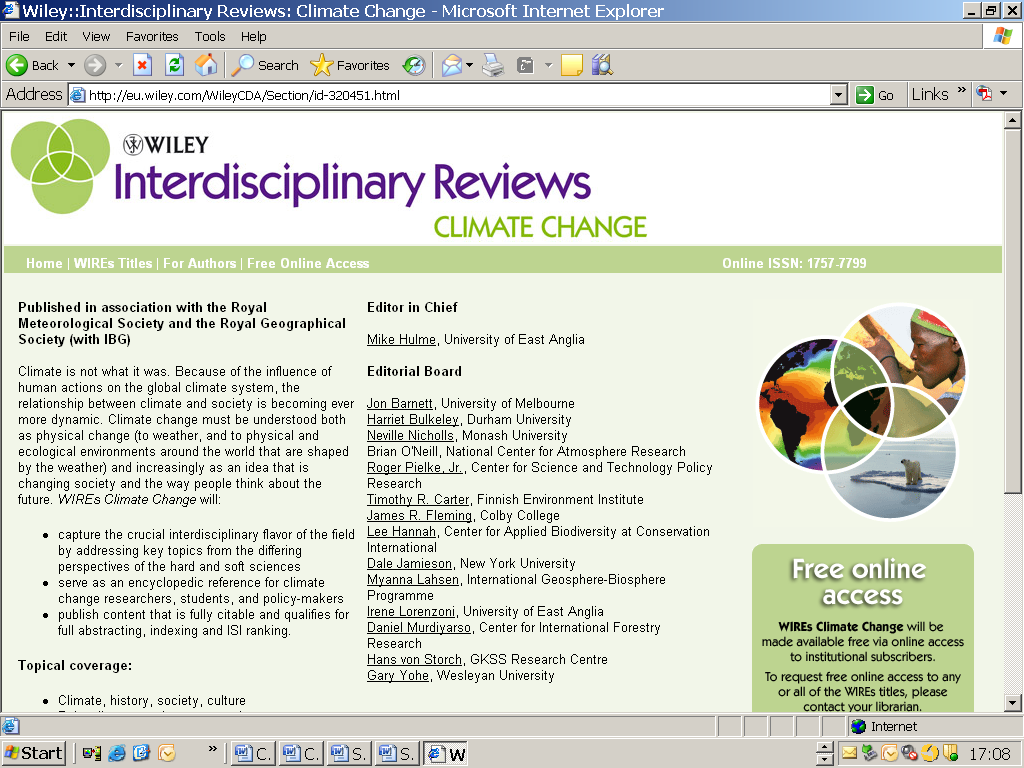 Wiley::Interdisciplinary Reviews: Climate Change - Microsoft Internet Explorer
File Edit View Favorites Tools Help
Back Search Favorites
Address http://eu.wiley.com/WileyCDA/Section/id-320451.html Go Links »
WILEY
Interdisciplinary Reviews
CLIMATE CHANGE
Home | WIREs Titles | For Authors | Free Online Access
Online ISSN: 1757-7799
Published in association with the Royal
Meteorological Society and the Royal Geographical
Society (with IBG)
Climate is not what it was. Because of the influence of
human actions on the global climate system, the
relationship between climate and society is becoming ever
more dynamic. Climate change must be understood both
as physical change (to weather, and to physical and
ecological environments around the world that are shaped
by the weather) and increasingly as an idea that is
changing society and the way people think about the
future. WIREs Climate Change will:
• capture the crucial interdisciplinary flavor of the field
by addressing key topics from the differing
perspectives of the hard and soft sciences
• serve as an encyclopedic reference for climate
change researchers, students, and policy-makers
• publish content that is fully citable and qualifies for
full abstracting, indexing and ISI ranking.
Topical coverage:
• Climate, history, society, culture
Editor in Chief
Mike Hulme, University of East Anglia
Editorial Board
Jon Barnett, University of Melbourne
Harriet Bulkeley, Durham University
Neville Nicholls, Monash University
Brian O'Neill, National Center for Atmosphere Research
Roger Pielke, Jr., Center for Science and Technology Policy
Research
Timothy R. Carter, Finnish Environment Institute
James R. Fleming, Colby College
Lee Hannah, Center for Applied Biodiversity at Conservation
International
Dale Jamieson, New York University
Myanna Lahsen, International Geosphere-Biosphere
Programme
Irene Lorenzoni, University of East Anglia
Daniel Murdiyarso, Center for International Forestry
Research
Hans von Storch, GKSS Research Centre
Gary Yohe, Wesleyan University
Free online
access
WIREs Climate Change will be
made available free via online access
to institutional subscribers.
To request free online access to any
or all of the WIREs titles, please
contact your librarian.
Internet
Start » C. C. S. S. W 17:08